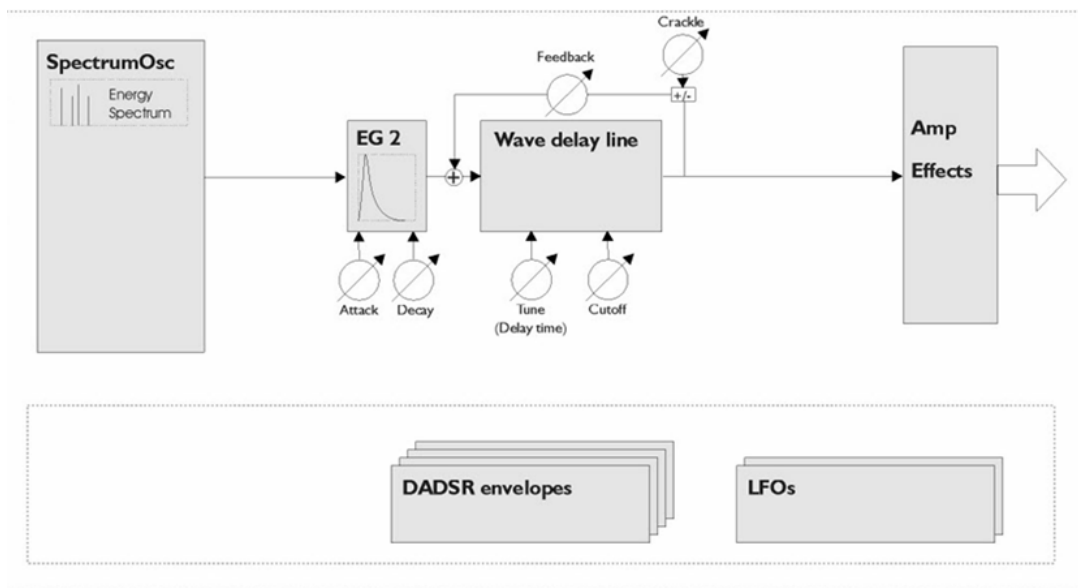 SpectrumOsc
Energy
Spectrum
EG 2
Attack
Decay
Feedback
Crackle
+/-
+
Wave delay line
Tune
(Delay time)
Cutoff
Amp
Effects
DADSR envelopes
LFOs